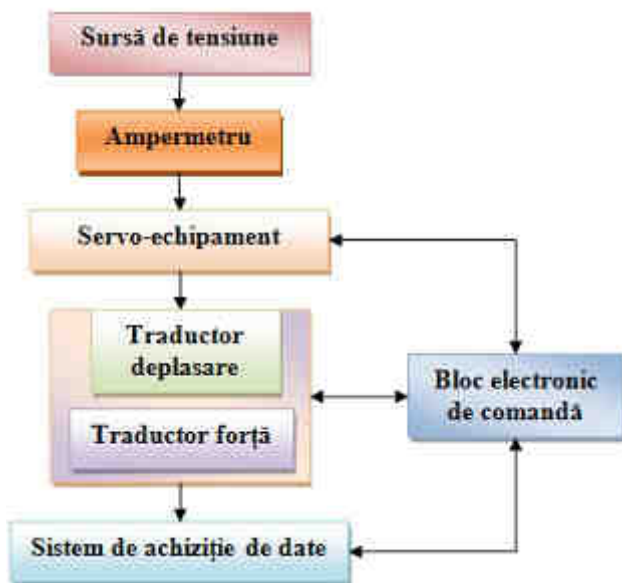 Sursă de tensiune
Ampermetru
Servo-echipament
Traductor
deplasare
Traductor forță
Bloc electronic
de comandă
Sistem de achiziție de date